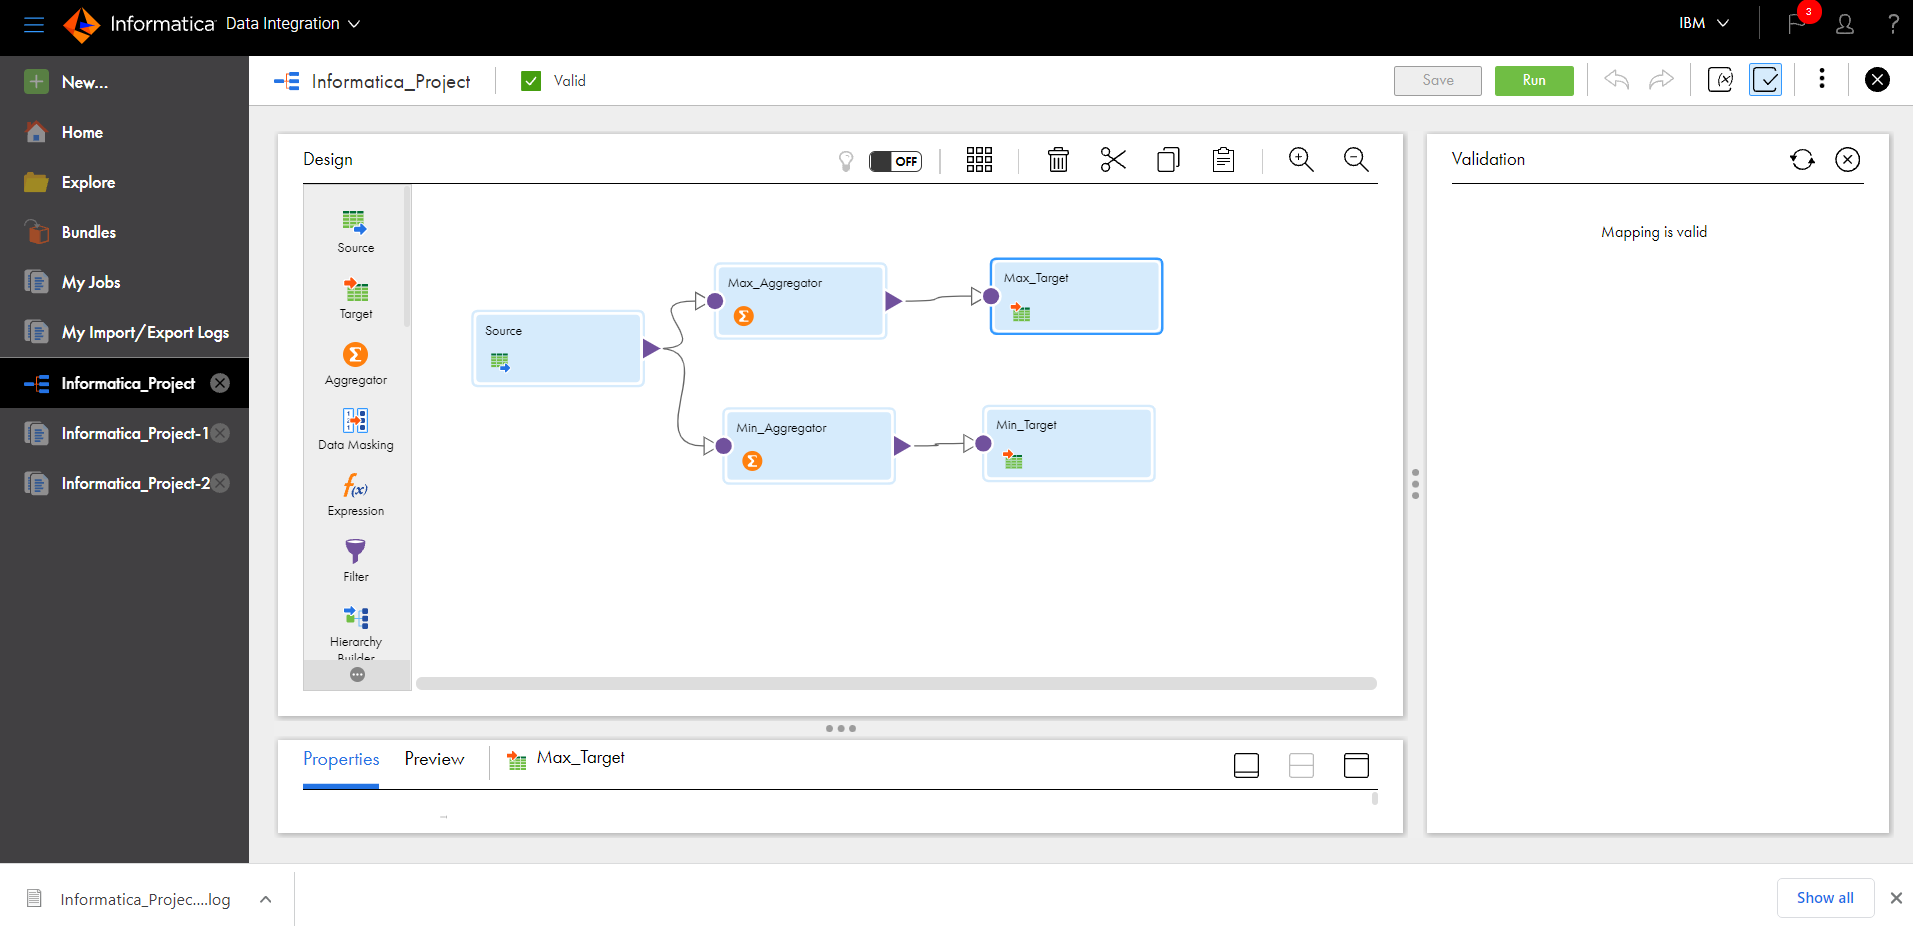 Informatica Data Integration
IBM
3
?
New...
Home
Explore
Bundles
My Jobs
My Import/Export Logs
Informatica_Project
Informatica_Project-1
Informatica_Project-2
Informatica_Project
Valid
Save
Run
(x)
Design
OFF
Source
Target
Aggregator
Data Masking
f(x)
Expression
Filter
Hierarchy
Builder
Source
Max_Aggregator
Σ
Max_Target
Min_Aggregator
Σ
Min_Target
Validation
Mapping is valid
Properties
Preview
Max_Target
Informatica_Projec....log
Show all